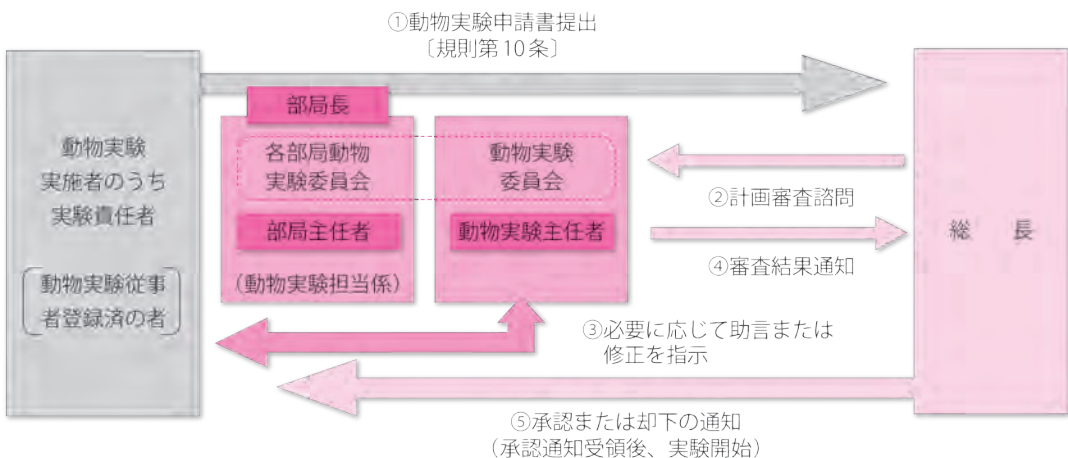 ①動物実験申請書提出
〔規則第10条〕
動物実験
実施者のうち
実験責任者
動物実験従事
者登録済の者
部局長
各部局動物
実験委員会
部局主任者
(動物実験担当係)
動物実験
委員会
動物実験主任者
②計画審査諮問
④審査結果通知
総 長
③必要に応じて助言または
修正を指示
⑤承認または却下の通知
(承認通知受領後、実験開始)